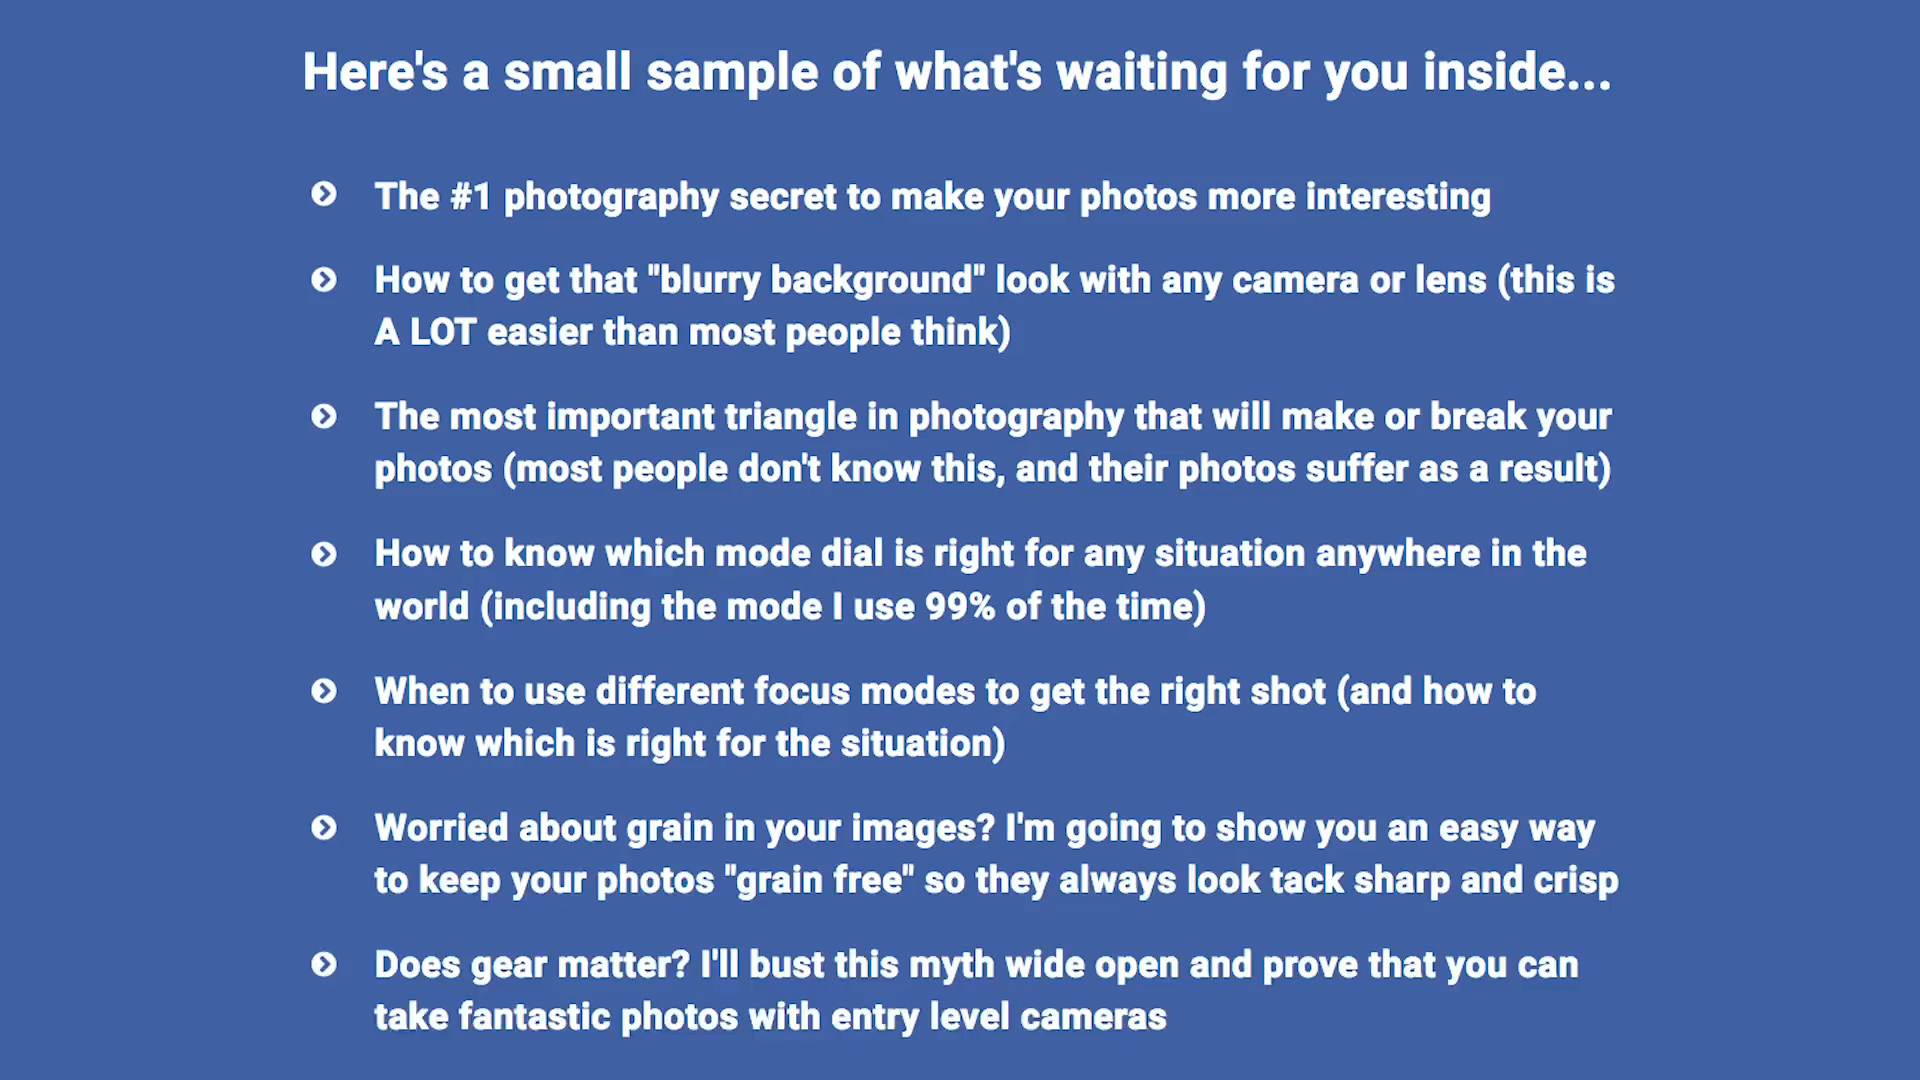 Here's a small sample of what's waiting for you inside...
The #1 photography secret to make your photos more interesting
How to get that "blurry background" look with any camera or lens (this is
A LOT easier than most people think)
The most important triangle in photography that will make or break your
photos (most people don't know this, and their photos suffer as a result)
How to know which mode dial is right for any situation anywhere in the
world (including the mode I use 99% of the time)
When to use different focus modes to get the right shot (and how to
know which is right for the situation)
Worried about grain in your images? I'm going to show you an easy way
to keep your photos "grain free" so they always look tack sharp and crisp
Does gear matter? I'll bust this myth wide open and prove that you can
take fantastic photos with entry level cameras